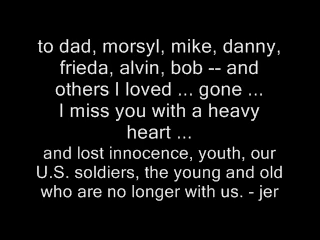 to dad, morsyl, mike, danny,
frieda, alvin, bob -- and
others I loved ... gone ...
I miss you with a heavy
heart ...
and lost innocence, youth, our
U.S. soldiers, the young and old
who are no longer with us. - jer